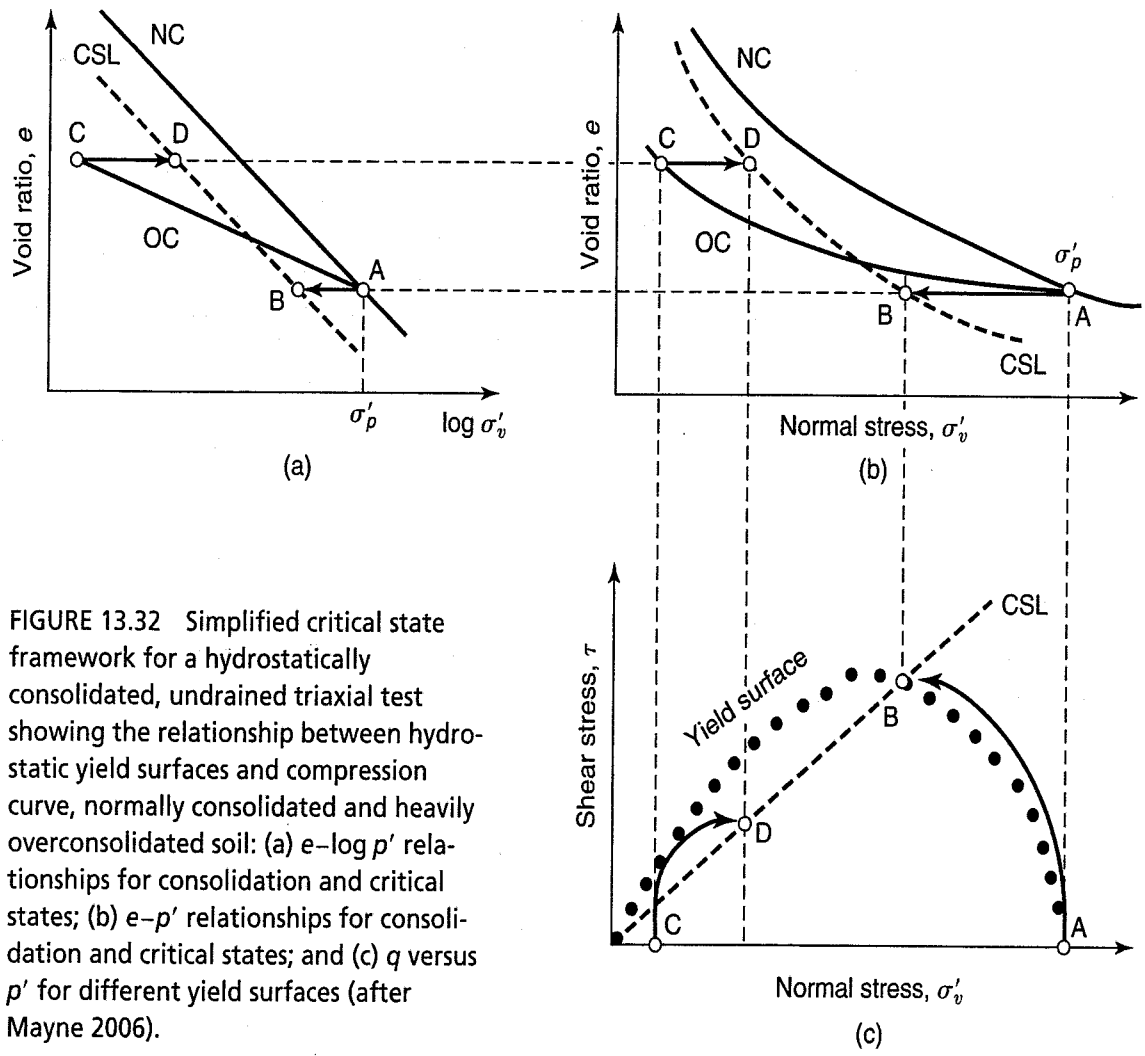 NC
CSL
C
D
Void ratio, e
OC
A
B
σ′p
log σ′v
(a)
NC
C
D
Void ratio, e
OC
σ′p
B
A
CSL
Normal stress, σ′v
(b)
CSL
Yield surface
Shear stress, τ
B
D
C
A
Normal stress, σ′v
(c)
FIGURE 13.32 Simplified critical state
framework for a hydrostatically
consolidated, undrained triaxial test
showing the relationship between hydro-
static yield surfaces and compression
curve, normally consolidated and heavily
overconsolidated soil: (a) e–log p′ rela-
tionships for consolidation and critical
states; (b) e–p′ relationships for consoli-
dation and critical states; and (c) q versus
p′ for different yield surfaces (after
Mayne 2006).